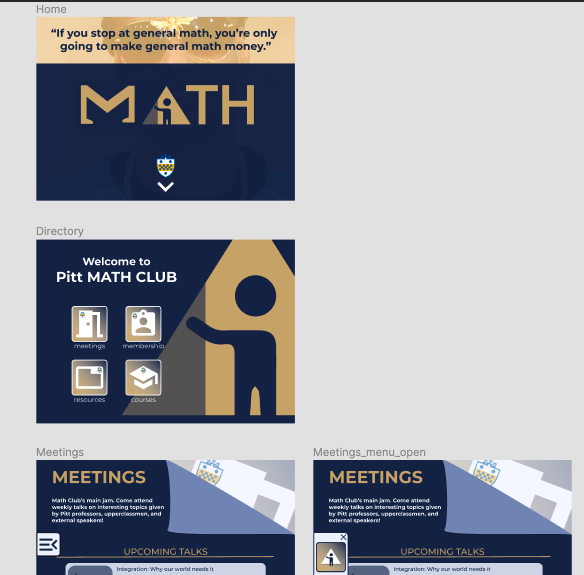 Home
“If you stop at general math, you’re only
going to make general math money.”
MATH
Directory
Welcome to
Pitt MATH CLUB
meetings
membership
resources
courses
Meetings
MEETINGS
Math Club's main jam. Come attend
weekly talks on interesting topics given
by Pitt professors, upperclassmen, and
external speakers!
UPCOMING TALKS
Integration: Why our world needs it
Meetings_menu_open
MEETINGS
Math Club's main jam. Come attend
weekly talks on interesting topics given
by Pitt professors, upperclassmen, and
external speakers!
UPCOMING TALKS
Integration: Why our world needs it